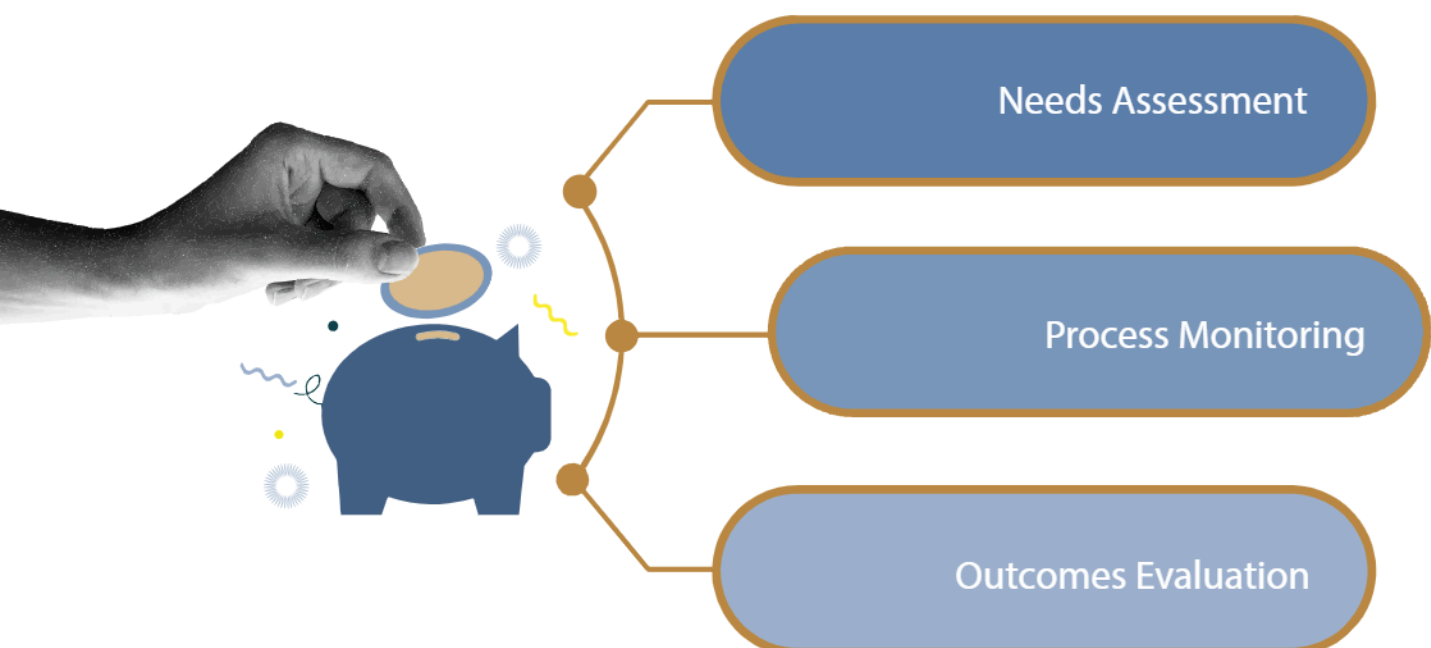 Needs Assessment
Process Monitoring
Outcomes Evaluation